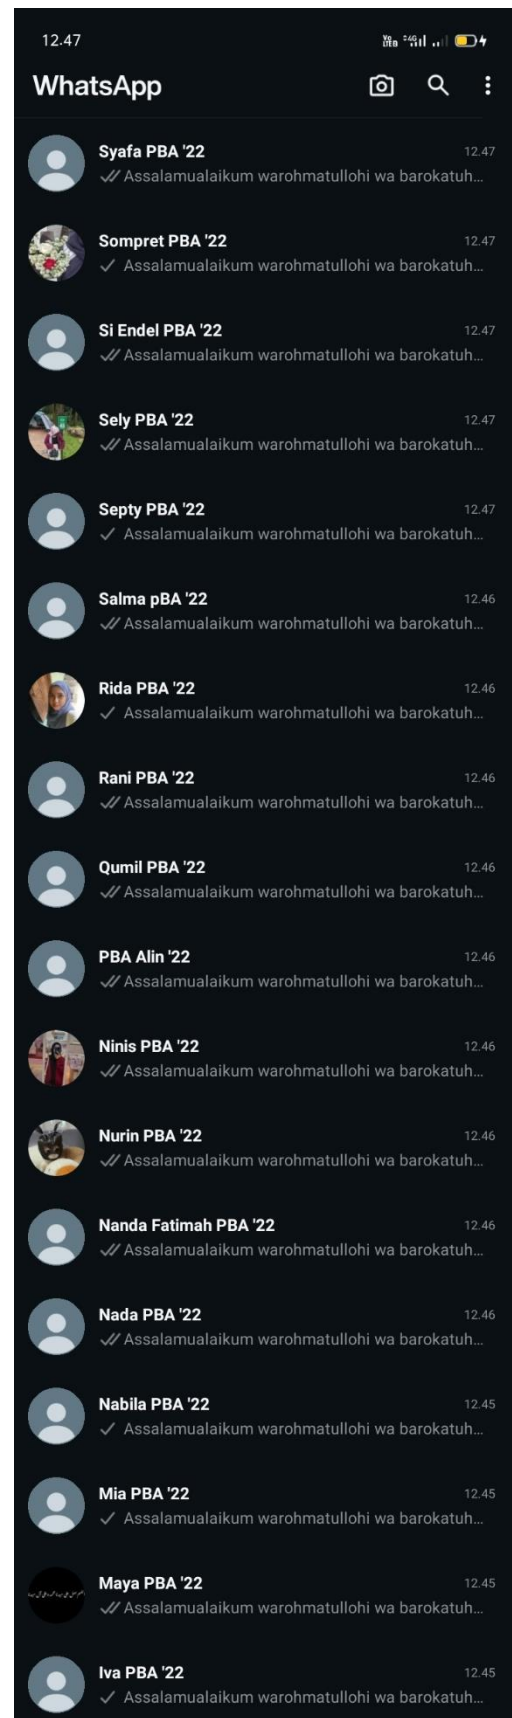 12.47
WhatsApp
Syafa PBA '22 12.47
Assalamualaikum warohmatullohi wa barokatuh...
Sompret PBA '22 12.47
Assalamualaikum warohmatullohi wa barokatuh...
Si Endel PBA '22 12.47
Assalamualaikum warohmatullohi wa barokatuh...
Sely PBA '22 12.47
Assalamualaikum warohmatullohi wa barokatuh...
Septy PBA '22 12.47
Assalamualaikum warohmatullohi wa barokatuh...
Salma pBA '22 12.46
Assalamualaikum warohmatullohi wa barokatuh...
Rida PBA '22 12.46
Assalamualaikum warohmatullohi wa barokatuh...
Rani PBA '22 12.46
Assalamualaikum warohmatullohi wa barokatuh...
Qumil PBA '22 12.46
Assalamualaikum warohmatullohi wa barokatuh...
PBA Alin '22 12.46
Assalamualaikum warohmatullohi wa barokatuh...
Ninis PBA '22 12.46
Assalamualaikum warohmatullohi wa barokatuh...
Nurin PBA '22 12.46
Assalamualaikum warohmatullohi wa barokatuh...
Nanda Fatimah PBA '22 12.46
Assalamualaikum warohmatullohi wa barokatuh...
Nada PBA '22 12.46
Assalamualaikum warohmatullohi wa barokatuh...
Nabila PBA '22 12.45
Assalamualaikum warohmatullohi wa barokatuh...
Mia PBA '22 12.45
Assalamualaikum warohmatullohi wa barokatuh...
Maya PBA '22 12.45
Assalamualaikum warohmatullohi wa barokatuh...
Iva PBA '22 12.45
Assalamualaikum warohmatullohi wa barokatuh...